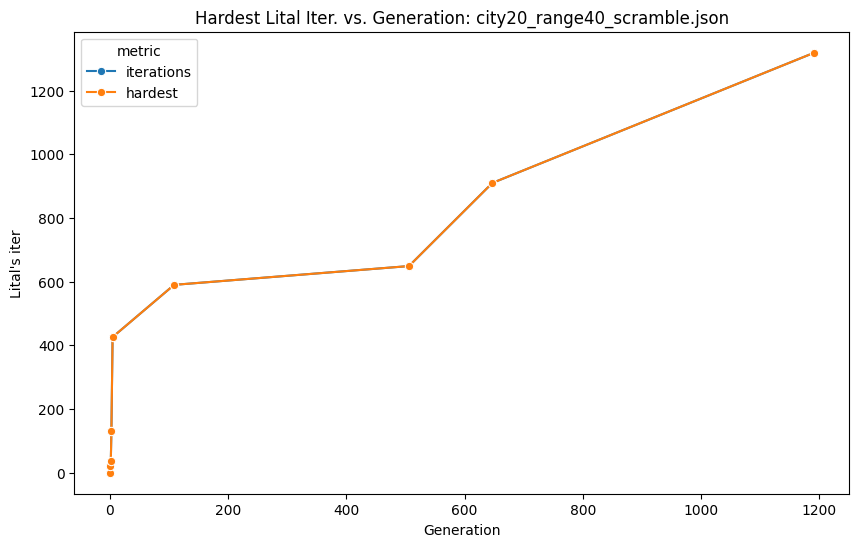 Hardest Lital Iter. vs. Generation: city20_range40_scramble.json
metric
iterations
hardest
Lital's iter
1200
1000
800
600
400
200
0
0 200 400 600 800 1000 1200
Generation